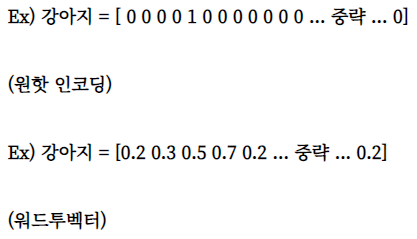 Ex) 강아지 = [ 0 0 0 0 1 0 0 0 0 0 0 0 ... 중략 ... 0]
(원핫 인코딩)
Ex) 강아지 = [0.2 0.3 0.5 0.7 0.2 ... 중략 ... 0.2]
(워드투벡터)